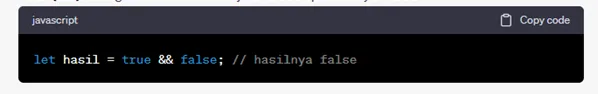 javascript Copy code
let hasil = true && false; // hasilnya false